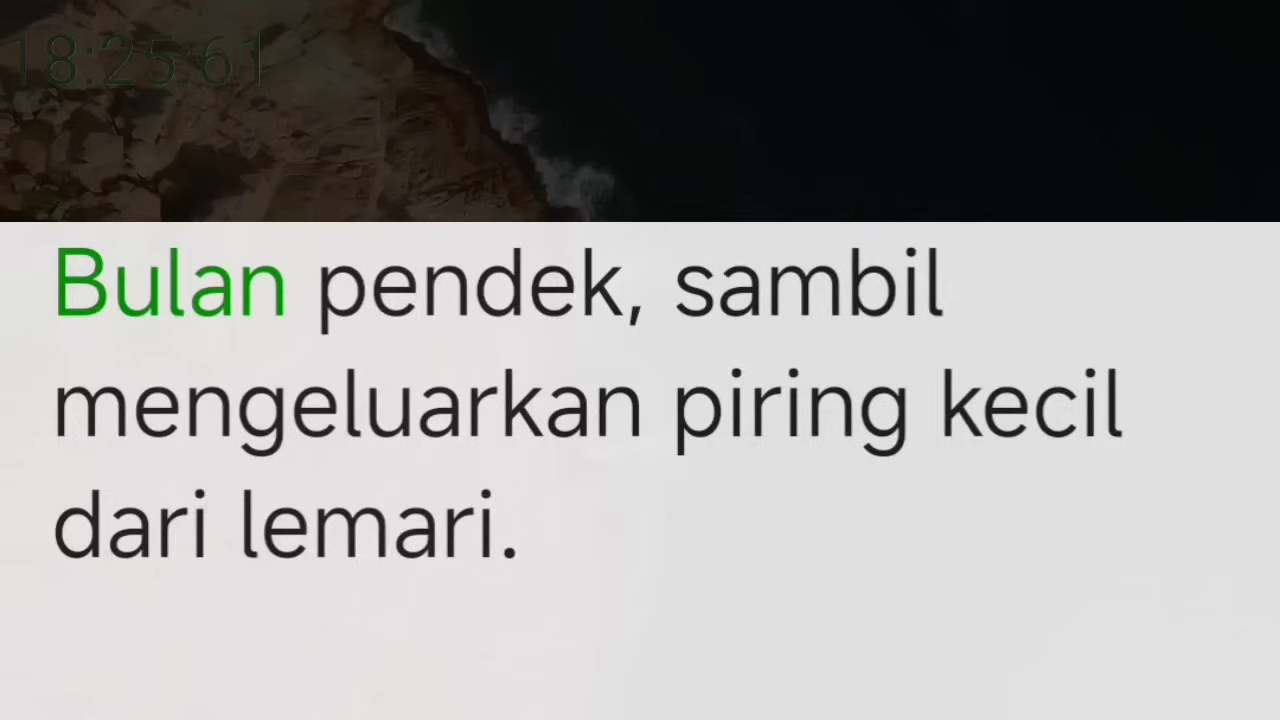 18:25:61
Bulan pendek, sambil
mengeluarkan piring kecil
dari lemari.